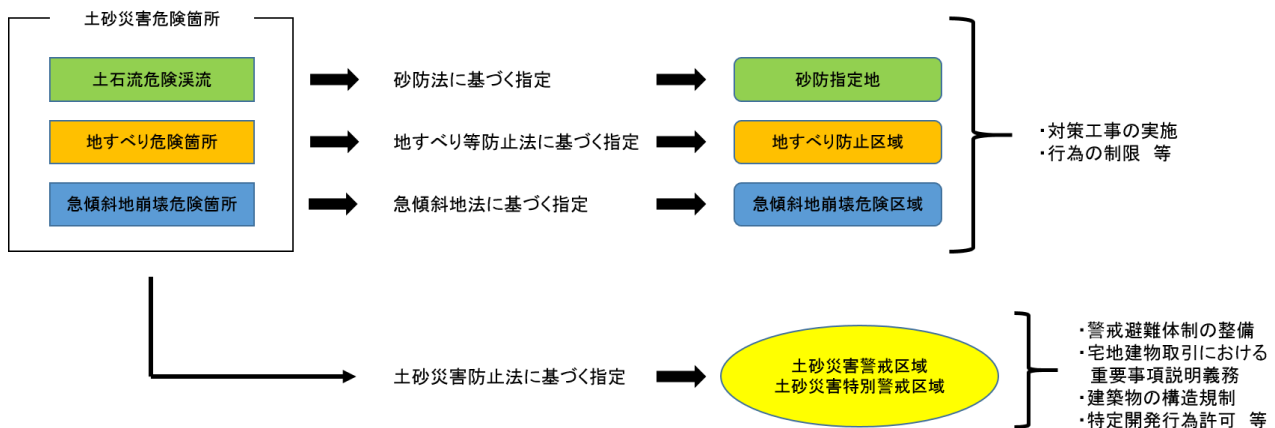 土砂災害危険箇所
土石流危険渓流
砂防法に基づく指定
砂防指定地
地すべり危険箇所
地すべり等防止法に基づく指定
地すべり防止区域
急傾斜地崩壊危険箇所
急傾斜地法に基づく指定
急傾斜地崩壊危険区域
・対策工事の実施
・行為の制限　等
土砂災害防止法に基づく指定
土砂災害警戒区域
土砂災害特別警戒区域
・警戒避難体制の整備
・宅地建物取引における
重要事項説明義務
・建築物の構造規制
・特定開発行為許可　等